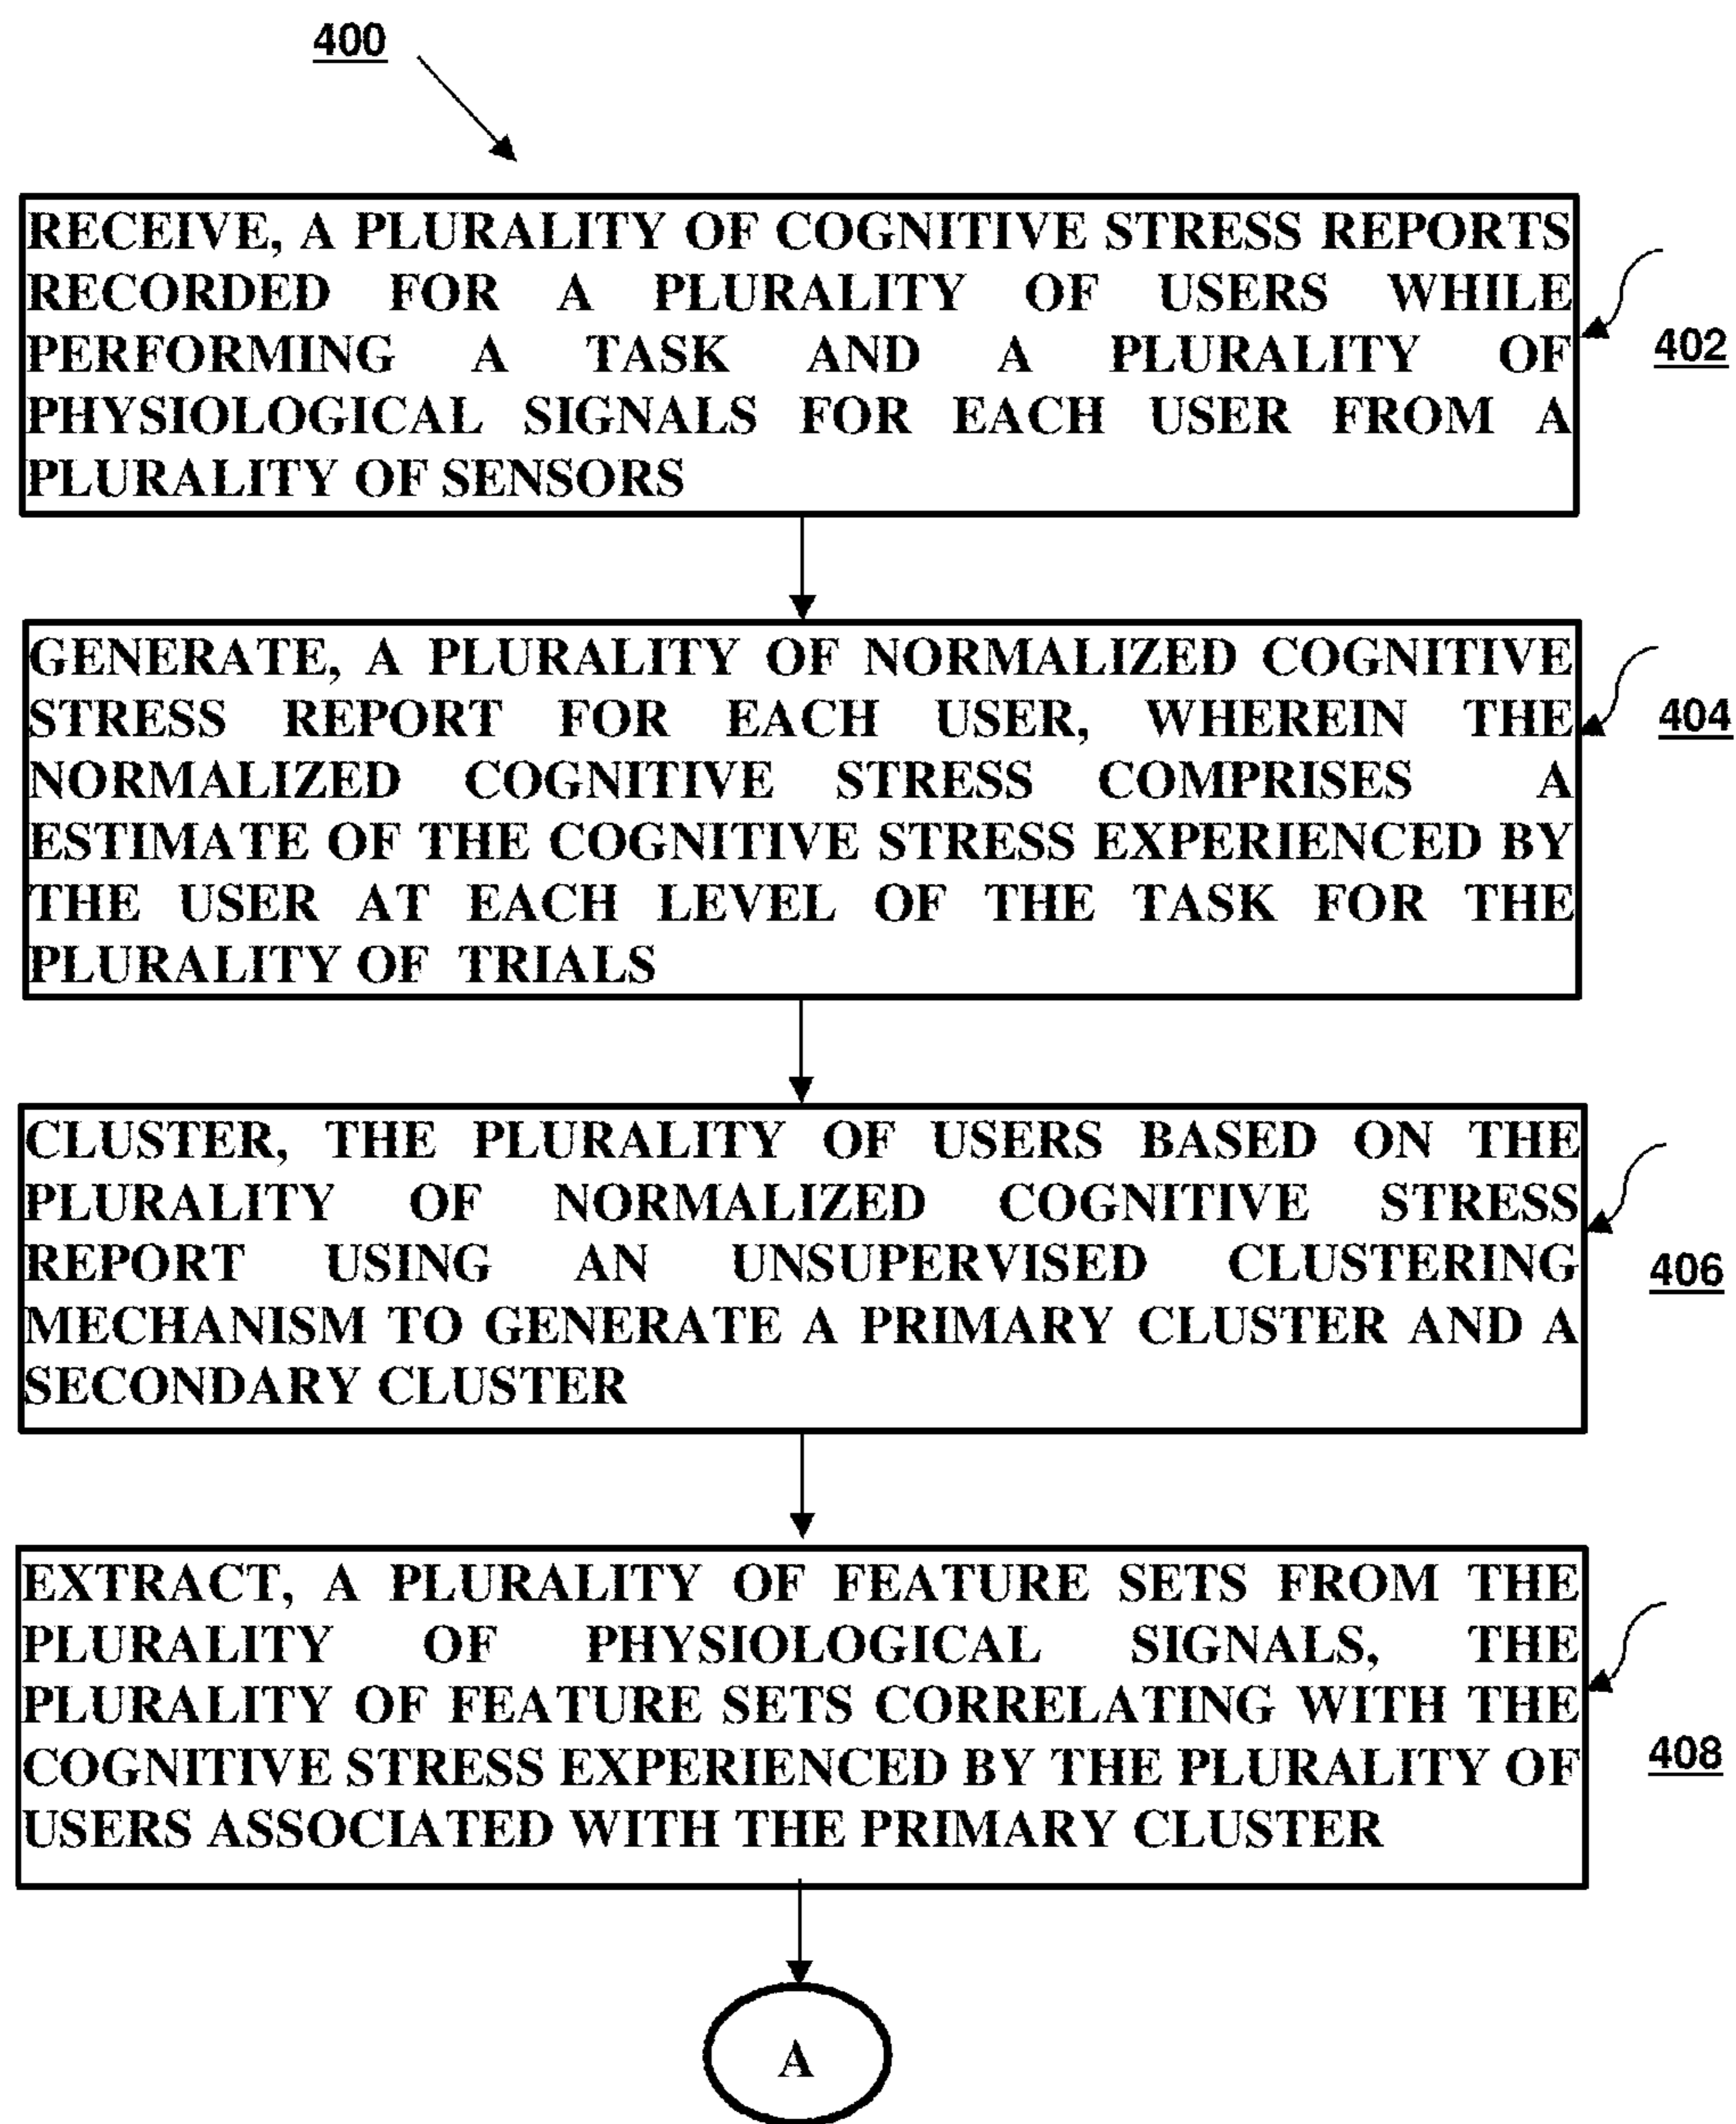 400
RECEIVE, A PLURALITY OF COGNITIVE STRESS REPORTS
RECORDED FOR A PLURALITY OF USERS WHILE
PERFORMING A TASK AND A PLURALITY OF
PHYSIOLOGICAL SIGNALS FOR EACH USER FROM A
PLURALITY OF SENSORS
402
GENERATE, A PLURALITY OF NORMALIZED COGNITIVE
STRESS REPORT FOR EACH USER, WHEREIN THE
NORMALIZED COGNITIVE STRESS COMPRISES A
ESTIMATE OF THE COGNITIVE STRESS EXPERIENCED BY
THE USER AT EACH LEVEL OF THE TASK FOR THE
PLURALITY OF TRIALS
404
CLUSTER, THE PLURALITY OF USERS BASED ON THE
PLURALITY OF NORMALIZED COGNITIVE STRESS
REPORT USING AN UNSUPERVISED CLUSTERING
MECHANISM TO GENERATE A PRIMARY CLUSTER AND A
SECONDARY CLUSTER
406
EXTRACT, A PLURALITY OF FEATURE SETS FROM THE
PLURALITY OF PHYSIOLOGICAL SIGNALS, THE
PLURALITY OF FEATURE SETS CORRELATING WITH THE
COGNITIVE STRESS EXPERIENCED BY THE PLURALITY OF
USERS ASSOCIATED WITH THE PRIMARY CLUSTER
408
A